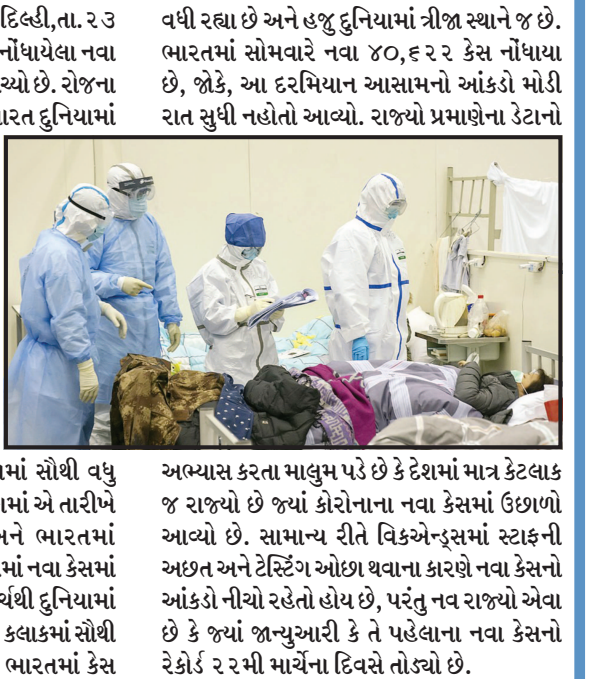 દિલ્હી,તા.૨૩
નોંધાયેલા નવા
ચ્યો છે. રોજના
ારત દુનિયામાં
માં સૌથી વધુ
ામાં એ તારીખે
અને ભારતમાં
માં નવા કેસમાં
ર્ચથી દુનિયામાં
કલાકમાં સૌથી
ભારતમાં કેસ
વધી રહ્યા છે અને હજુ દુનિયામાં ત્રીજા સ્થાને જ છે.
ભારતમાં સોમવારે નવા ૪૦,૬૨૨ કેસ નોંધાયા
છે, જોકે, આ દરમિયાન આસામનો આંકડો મોડી
રાત સુધી નહોતો આવ્યો. રાજ્યો પ્રમાણેના ડેટાનો
અભ્યાસ કરતા માલુમ પડે છે કે દેશમાં માત્ર કેટલાક
જ રાજ્યો છે જ્યાં કોરોનાના નવા કેસમાં ઉછાળો
આવ્યો છે. સામાન્ય રીતે વિકએન્ડ્સમાં સ્ટાફની
અછત અને ટેસ્ટિંગ ઓછા થવાના કારણે નવા કેસનો
આંકડો નીચો રહેતો હોય છે, પરંતુ નવ રાજ્યો એવા
છે કે જ્યાં જાન્યુઆરી કે તે પહેલાના નવા કેસનો
રેકોર્ડ ૨૨મી માર્ચેના દિવસે તોડ્યો છે.